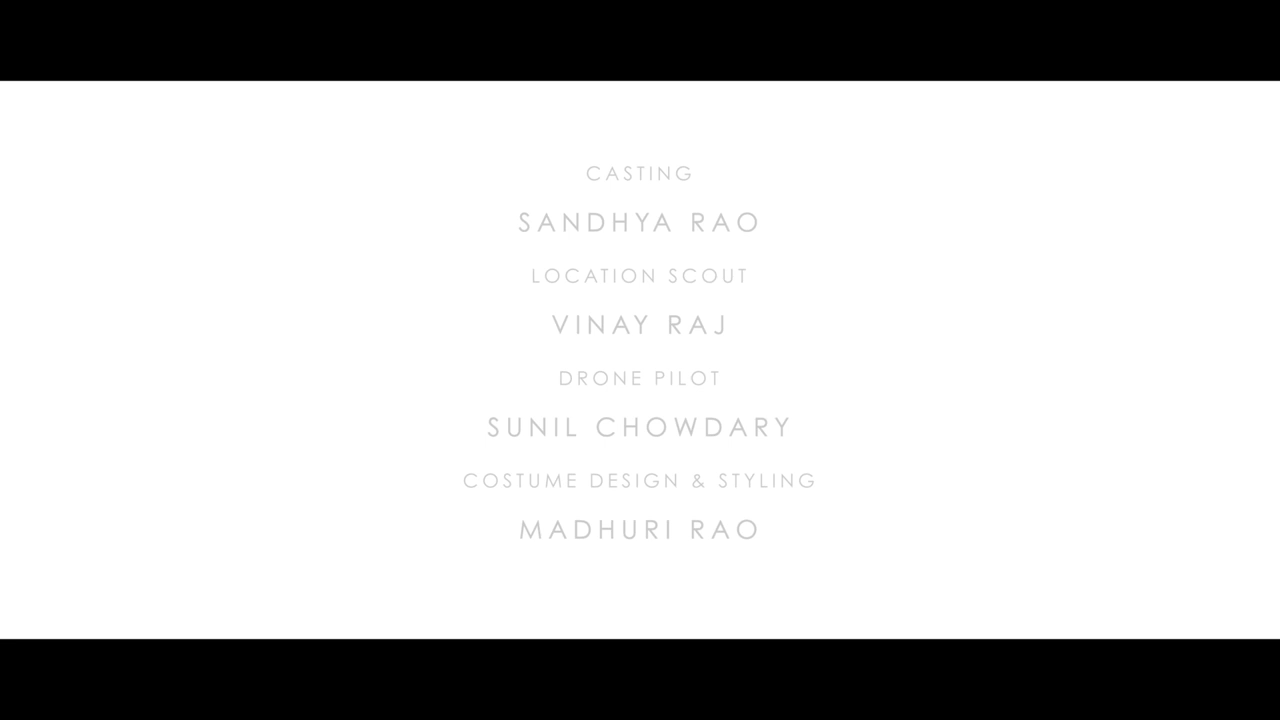 CASTING
SANDHYA RAO
LOCATION SCOUT
VINAY RAJ
DRONE PILOT
SUNIL CHOWDARY
COSTUME DESIGN & STYLING
MADHURI RAO